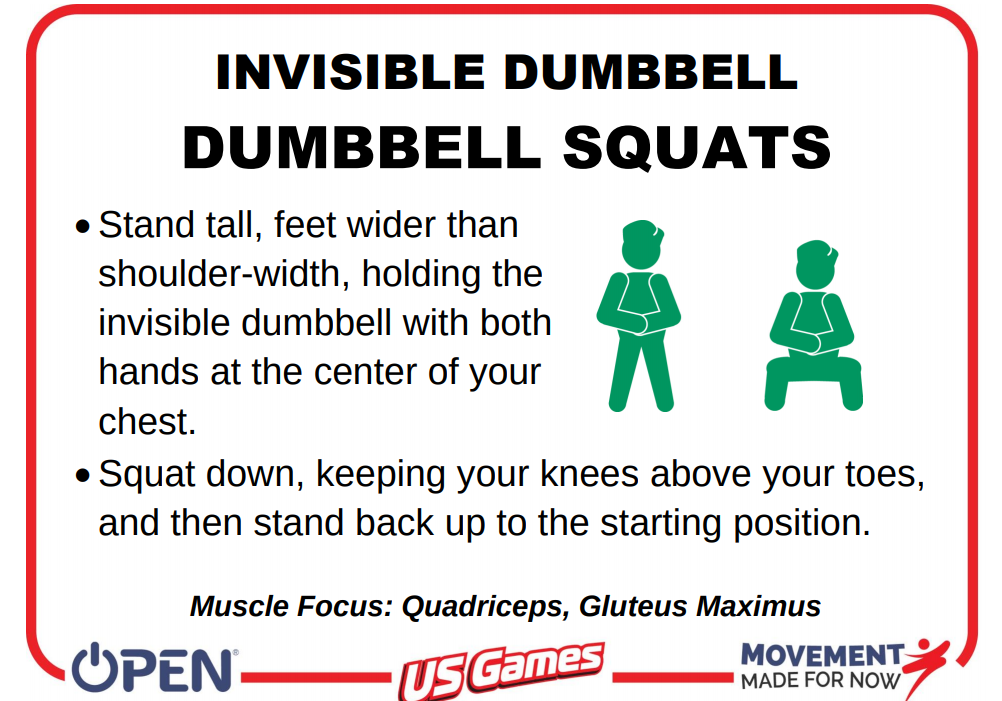 INVISIBLE DUMBBELL
DUMBBELL SQUATS
• Stand tall, feet wider than
shoulder-width, holding the
invisible dumbbell with both
hands at the center of your
chest.
• Squat down, keeping your knees above your toes,
and then stand back up to the starting position.
Muscle Focus: Quadriceps, Gluteus Maximus
OPEN®
US Games
MOVEMENT
MADE FOR NOW